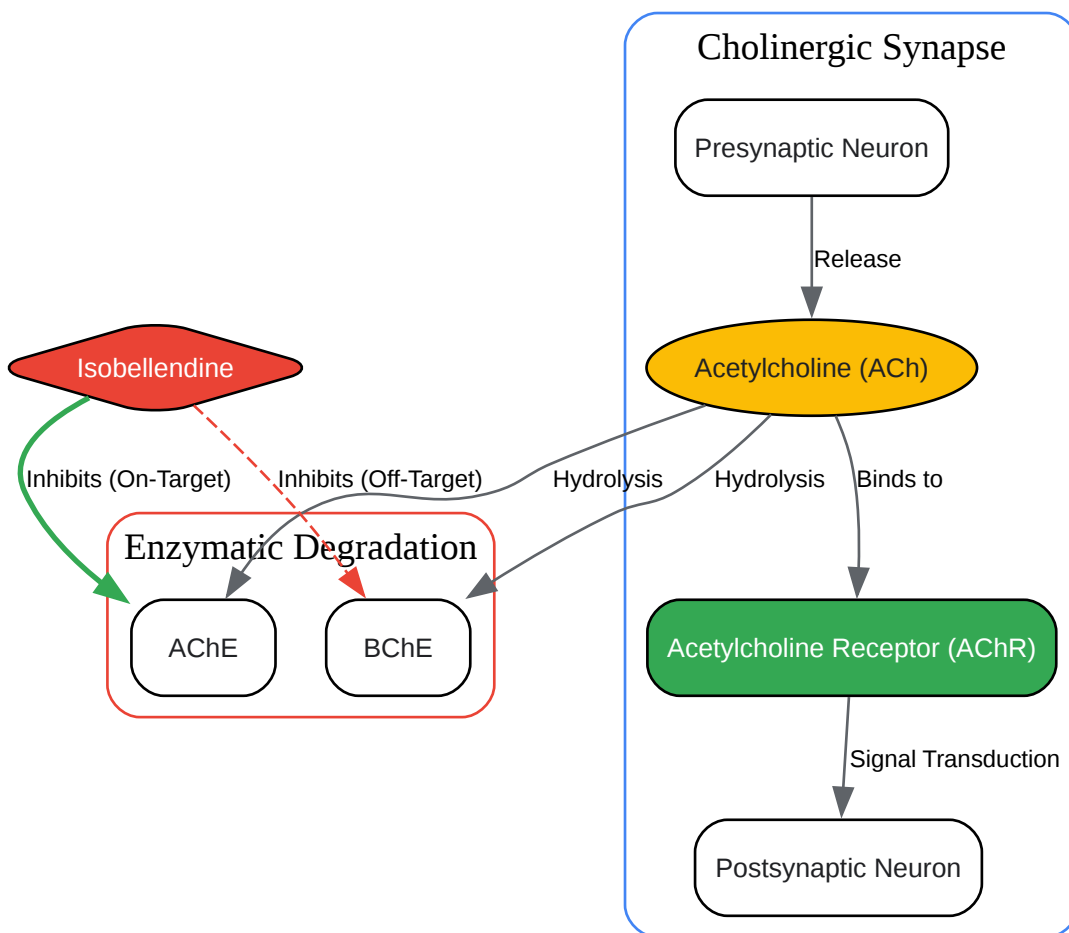 Cholinergic Synapse
Presynaptic Neuron
Release
Isobellendine
Acetylcholine (ACh)
Inhibits (On-Target)
Inhibits (Off-Target)
Hydrolysis
Hydrolysis
Binds to
Enzymatic Degradation
AChE
BChE
Acetylcholine Receptor (AChR)
Signal Transduction
Postsynaptic Neuron